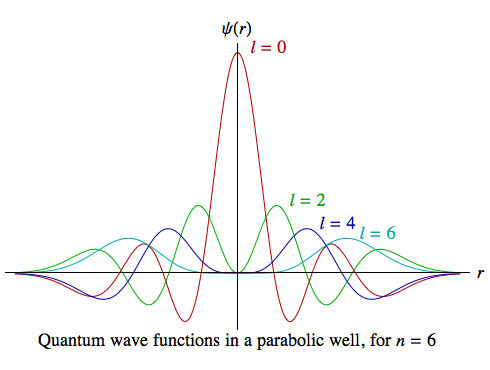 ψ(r)
l = 0
l = 2
l = 4
l = 6
r
Quantum wave functions in a parabolic well, for n = 6